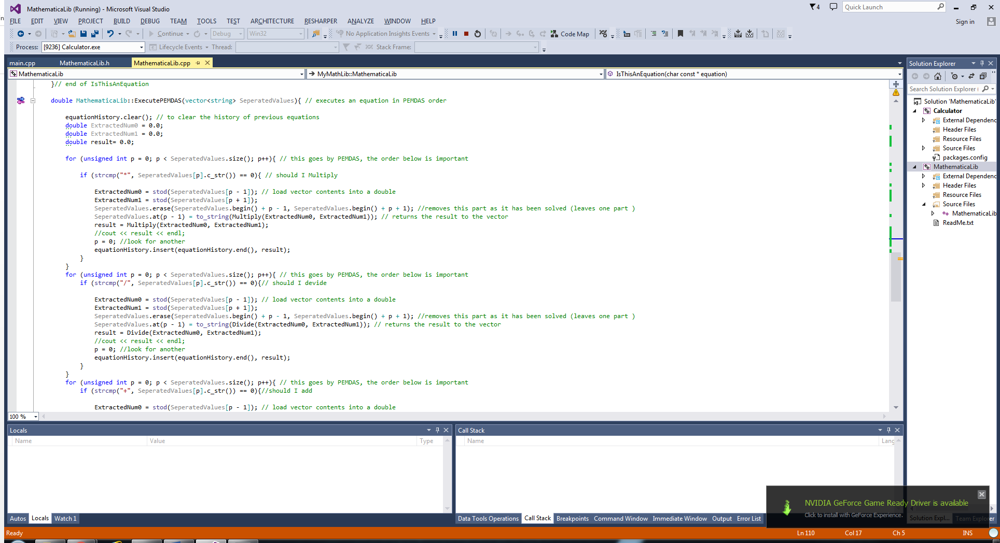 MathematicaLib (Running) - Microsoft Visual Studio
4
Quick Launch
FILE EDIT VIEW PROJECT BUILD DEBUG TEAM TOOLS TEST ARCHITECTURE RESHARPER ANALYZE WINDOW HELP
Sign in
Continue Debug Win32 No Application Insights Events Code Map
Process: [9236] Calculator.exe Lifecycle Events Thread: Stack Frame:
main.cpp MathematicaLib.h MathematicaLib.cpp
MathematicaLib MyMathLib::MathematicaLib IsThisAnEquation(char const * equation)
}// end of IsThisAnEquation
double MathematicaLib::ExecutePEMDAS(vector<string> SeperatedValues){ // executes an equation in PEMDAS order
equationHistory.clear(); // to clear the history of previous equations
double ExtractedNum0 = 0.0;
double ExtractedNum1 = 0.0;
double result= 0.0;
for (unsigned int p = 0; p < SeperatedValues.size(); p++){ // this goes by PEMDAS, the order below is important
if (strcmp("*", SeperatedValues[p].c_str()) == 0){ // should I Multiply
ExtractedNum0 = stod(SeperatedValues[p - 1]); // load vector contents into a double
ExtractedNum1 = stod(SeperatedValues[p + 1]);
SeperatedValues.erase(SeperatedValues.begin() + p - 1, SeperatedValues.begin() + p + 1); //removes this part as it has been solved (leaves one part )
SeperatedValues.at(p - 1) = to_string(Multiply(ExtractedNum0, ExtractedNum1)); // returns the result to the vector
result = Multiply(ExtractedNum0, ExtractedNum1);
//cout << result << endl;
p = 0; //look for another
equationHistory.insert(equationHistory.end(), result);
}
}
for (unsigned int p = 0; p < SeperatedValues.size(); p++){ // this goes by PEMDAS, the order below is important
if (strcmp("/", SeperatedValues[p].c_str()) == 0){// should I devide
ExtractedNum0 = stod(SeperatedValues[p - 1]); // load vector contents into a double
ExtractedNum1 = stod(SeperatedValues[p + 1]);
SeperatedValues.erase(SeperatedValues.begin() + p - 1, SeperatedValues.begin() + p + 1); //removes this part as it has been solved (leaves one part )
SeperatedValues.at(p - 1) = to_string(Divide(ExtractedNum0, ExtractedNum1)); // returns the result to the vector
result = Divide(ExtractedNum0, ExtractedNum1);
//cout << result << endl;
p = 0; //look for another
equationHistory.insert(equationHistory.end(), result);
}
}
for (unsigned int p = 0; p < SeperatedValues.size(); p++){ // this goes by PEMDAS, the order below is important
if (strcmp("+", SeperatedValues[p].c_str()) == 0){//should I add
ExtractedNum0 = stod(SeperatedValues[p - 1]); // load vector contents into a double
100 %
Solution Explorer
Search Solution Explorer (
Solution 'MathematicaLib'
Calculator
External Dependenc
Header Files
Resource Files
Source Files
packages.config
MathematicaLib
External Dependenc
Header Files
Resource Files
Source Files
MathematicaLib
ReadMe.txt
Locals
Name Value Type
Autos Locals Watch 1
Call Stack
Name Lang
Data Tools Operations Call Stack Breakpoints Command Window Immediate Window Output Error List
NVIDIA GeForce Game Ready Driver is available
Click to install with GeForce Experience.
Solution Expl... Team Explorer
Ready Ln 110 Col 17 Ch 5 INS